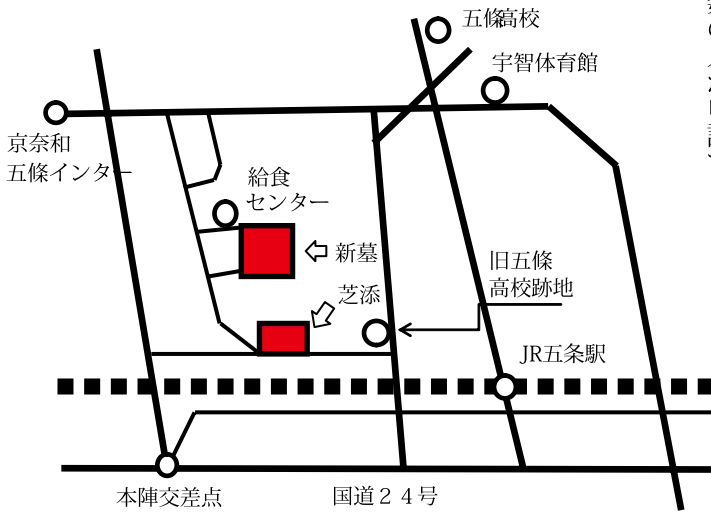 五條高校
宇智体育館
京奈和
五條インター
給食
センター
新墓
芝添
旧五條
高校跡地
JR五条駅
本陣交差点
国道２４号